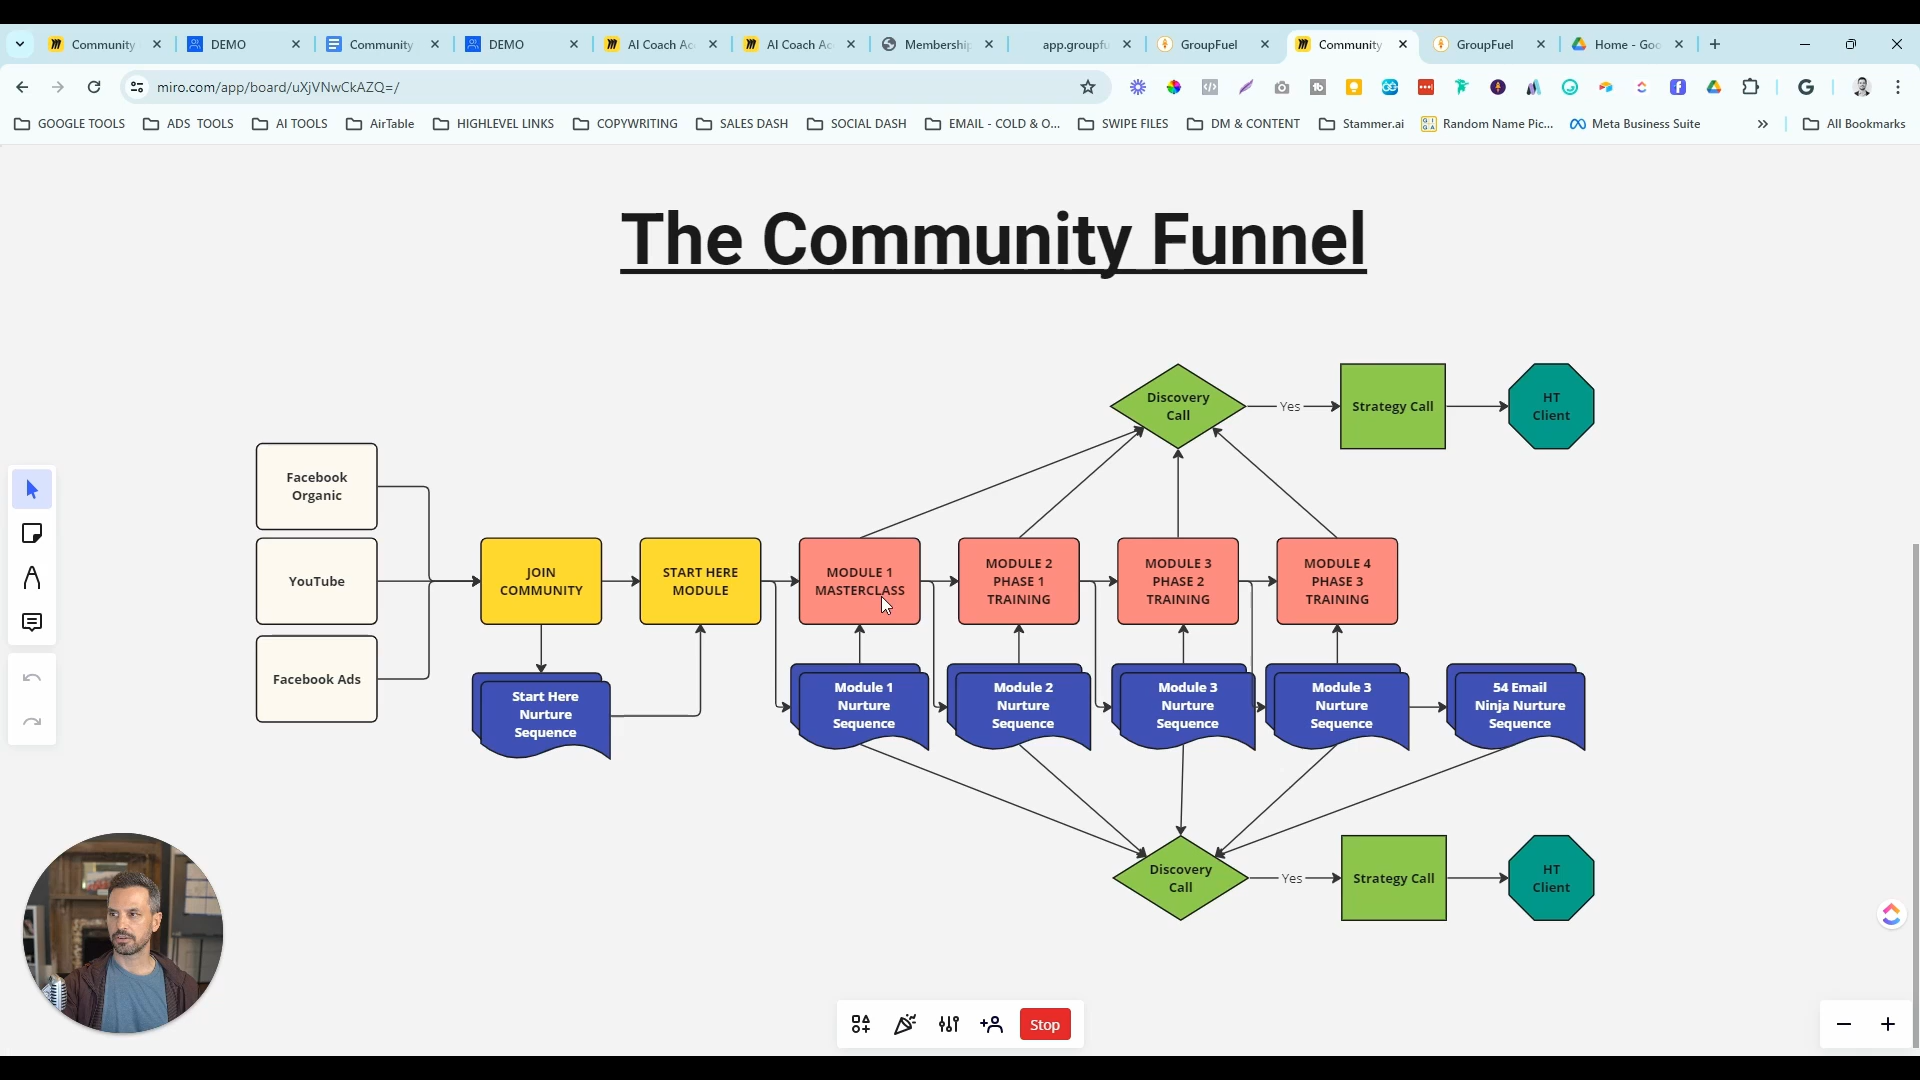 Community
DEMO
Community
DEMO
AI Coach Ac
AI Coach Ac
Membership
app.groupfu
GroupFuel
Community
GroupFuel
Home - Goo
miro.com/app/board/uXjVNwCkAZQ=/
GOOGLE TOOLS
ADS TOOLS
AI TOOLS
AirTable
HIGHLEVEL LINKS
COPYWRITING
SALES DASH
SOCIAL DASH
EMAIL - COLD & O...
SWIPE FILES
DM & CONTENT
Stammer.ai
Random Name Pic...
Meta Business Suite
All Bookmarks
The Community Funnel
Discovery
Call
Yes
Strategy Call
HT
Client
Facebook
Organic
YouTube
Facebook Ads
JOIN
COMMUNITY
START HERE
MODULE
MODULE 1
MASTERCLASS
MODULE 2
PHASE 1
TRAINING
MODULE 3
PHASE 2
TRAINING
MODULE 4
PHASE 3
TRAINING
Start Here
Nurture
Sequence
Module 1
Nurture
Sequence
Module 2
Nurture
Sequence
Module 3
Nurture
Sequence
Module 3
Nurture
Sequence
54 Email
Ninja Nurture
Sequence
Discovery
Call
Yes
Strategy Call
HT
Client
Stop